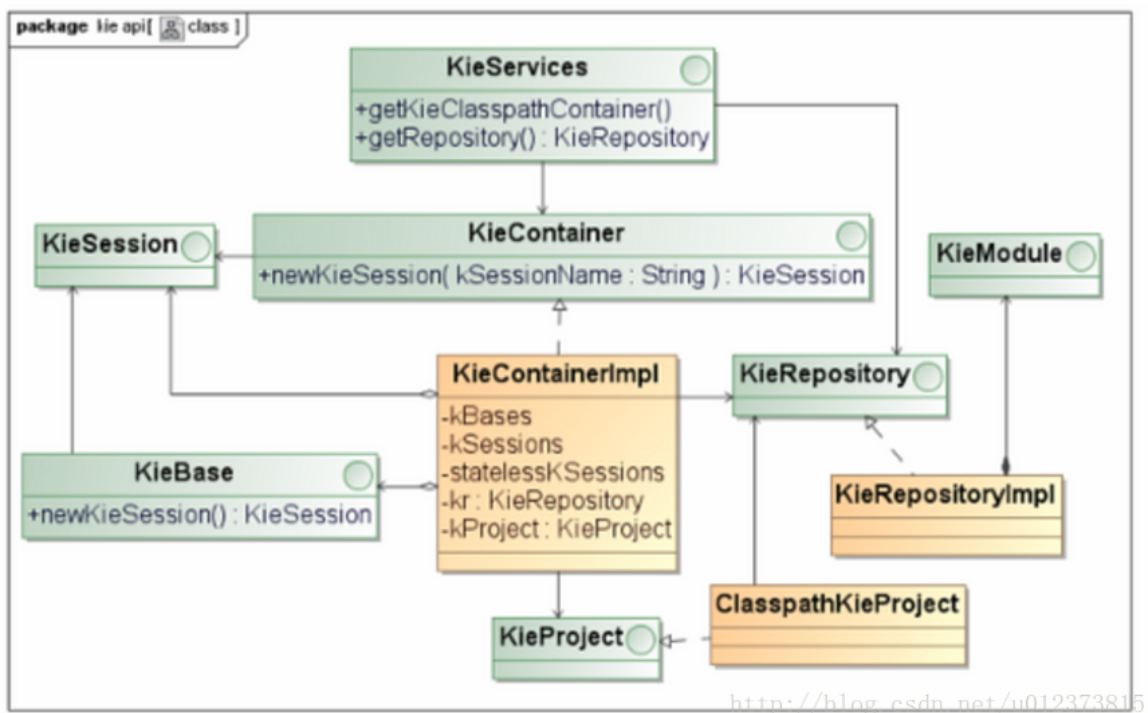 package kie api[ class ]
KieServices
+getKieClasspathContainer()
+getRepository() : KieRepository
KieSession
KieContainer
+newKieSession( kSessionName : String ) : KieSession
KieModule
KieContainerImpl
-kBases
-kSessions
-statelessKSessions
-kr : KieRepository
-kProject : KieProject
KieRepository
KieBase
+newKieSession() : KieSession
KieRepositoryImpl
ClasspathKieProject
KieProject
http://blog.csdn.net/u012373815